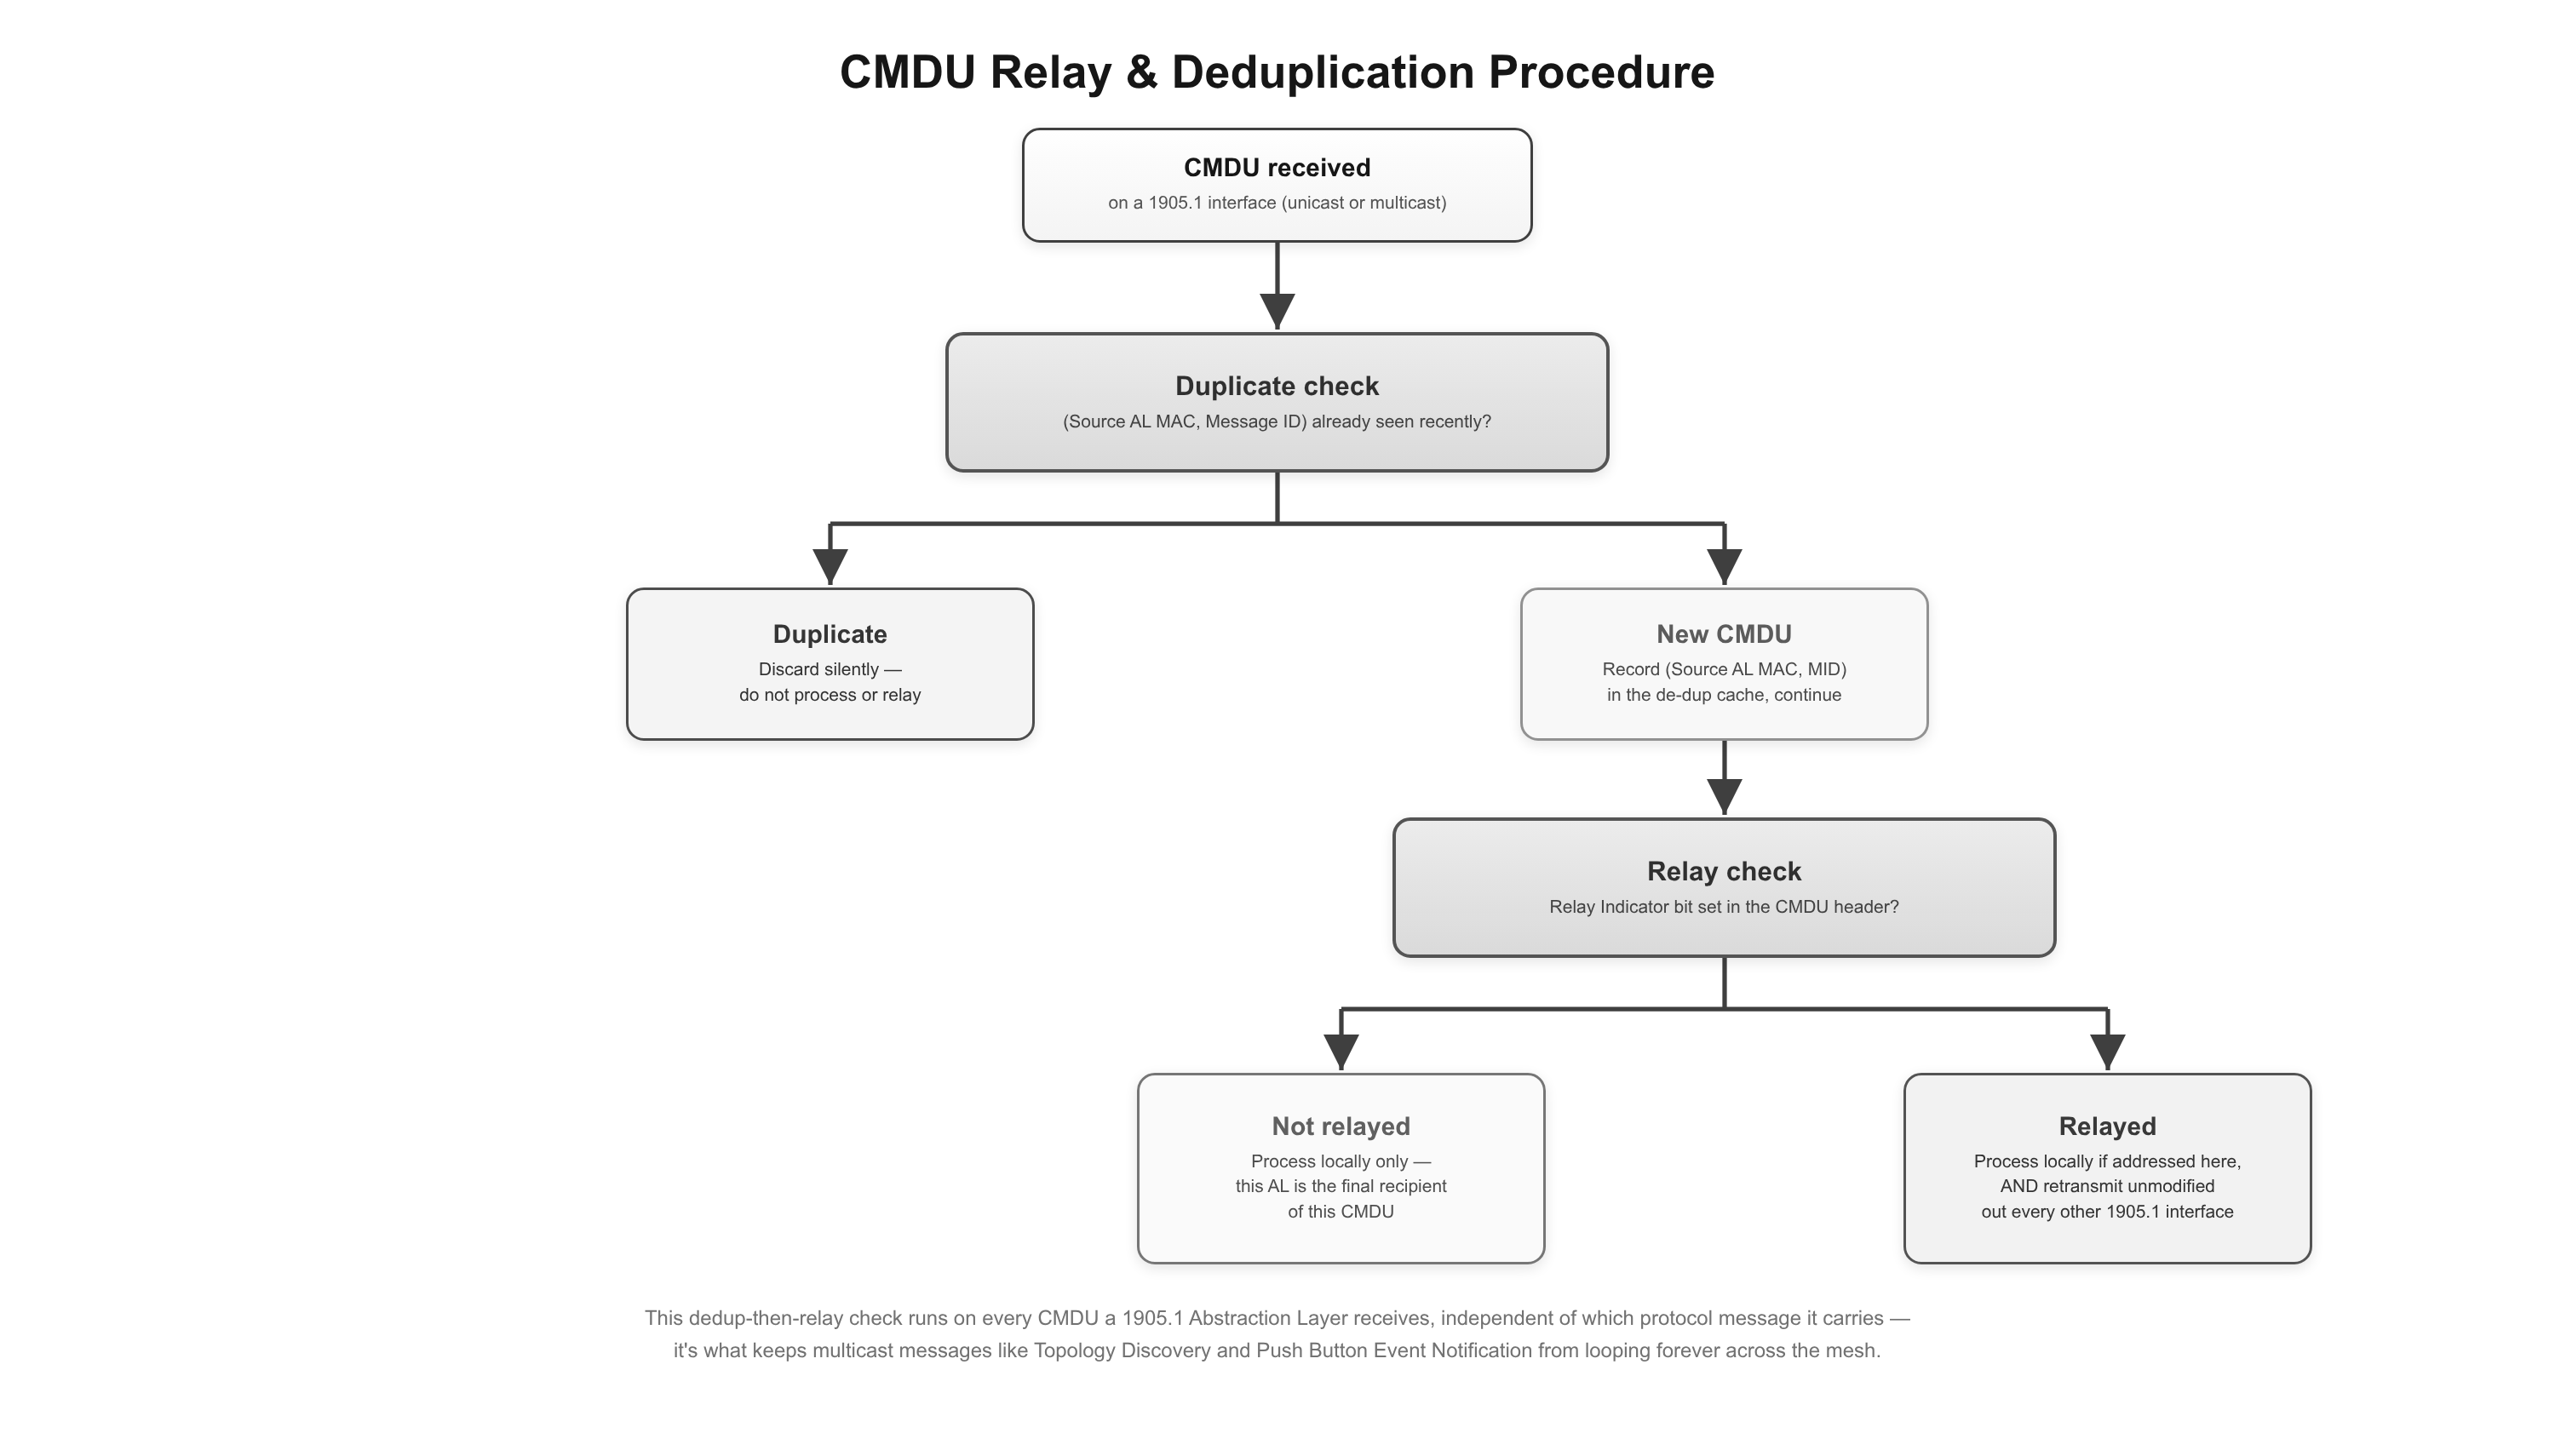 CMDU Relay & Deduplication Procedure
CMDU received
on a 1905.1 interface (unicast or multicast)
Duplicate check
(Source AL MAC, Message ID) already seen recently?
Duplicate
Discard silently —
do not process or relay
New CMDU
Record (Source AL MAC, MID)
in the de-dup cache, continue
Relay check
Relay Indicator bit set in the CMDU header?
Not relayed
Process locally only —
this AL is the final recipient
of this CMDU
Relayed
Process locally if addressed here,
AND retransmit unmodified
out every other 1905.1 interface
This dedup-then-relay check runs on every CMDU a 1905.1 Abstraction Layer receives, independent of which protocol message it carries —
it's what keeps multicast messages like Topology Discovery and Push Button Event Notification from looping forever across the mesh.